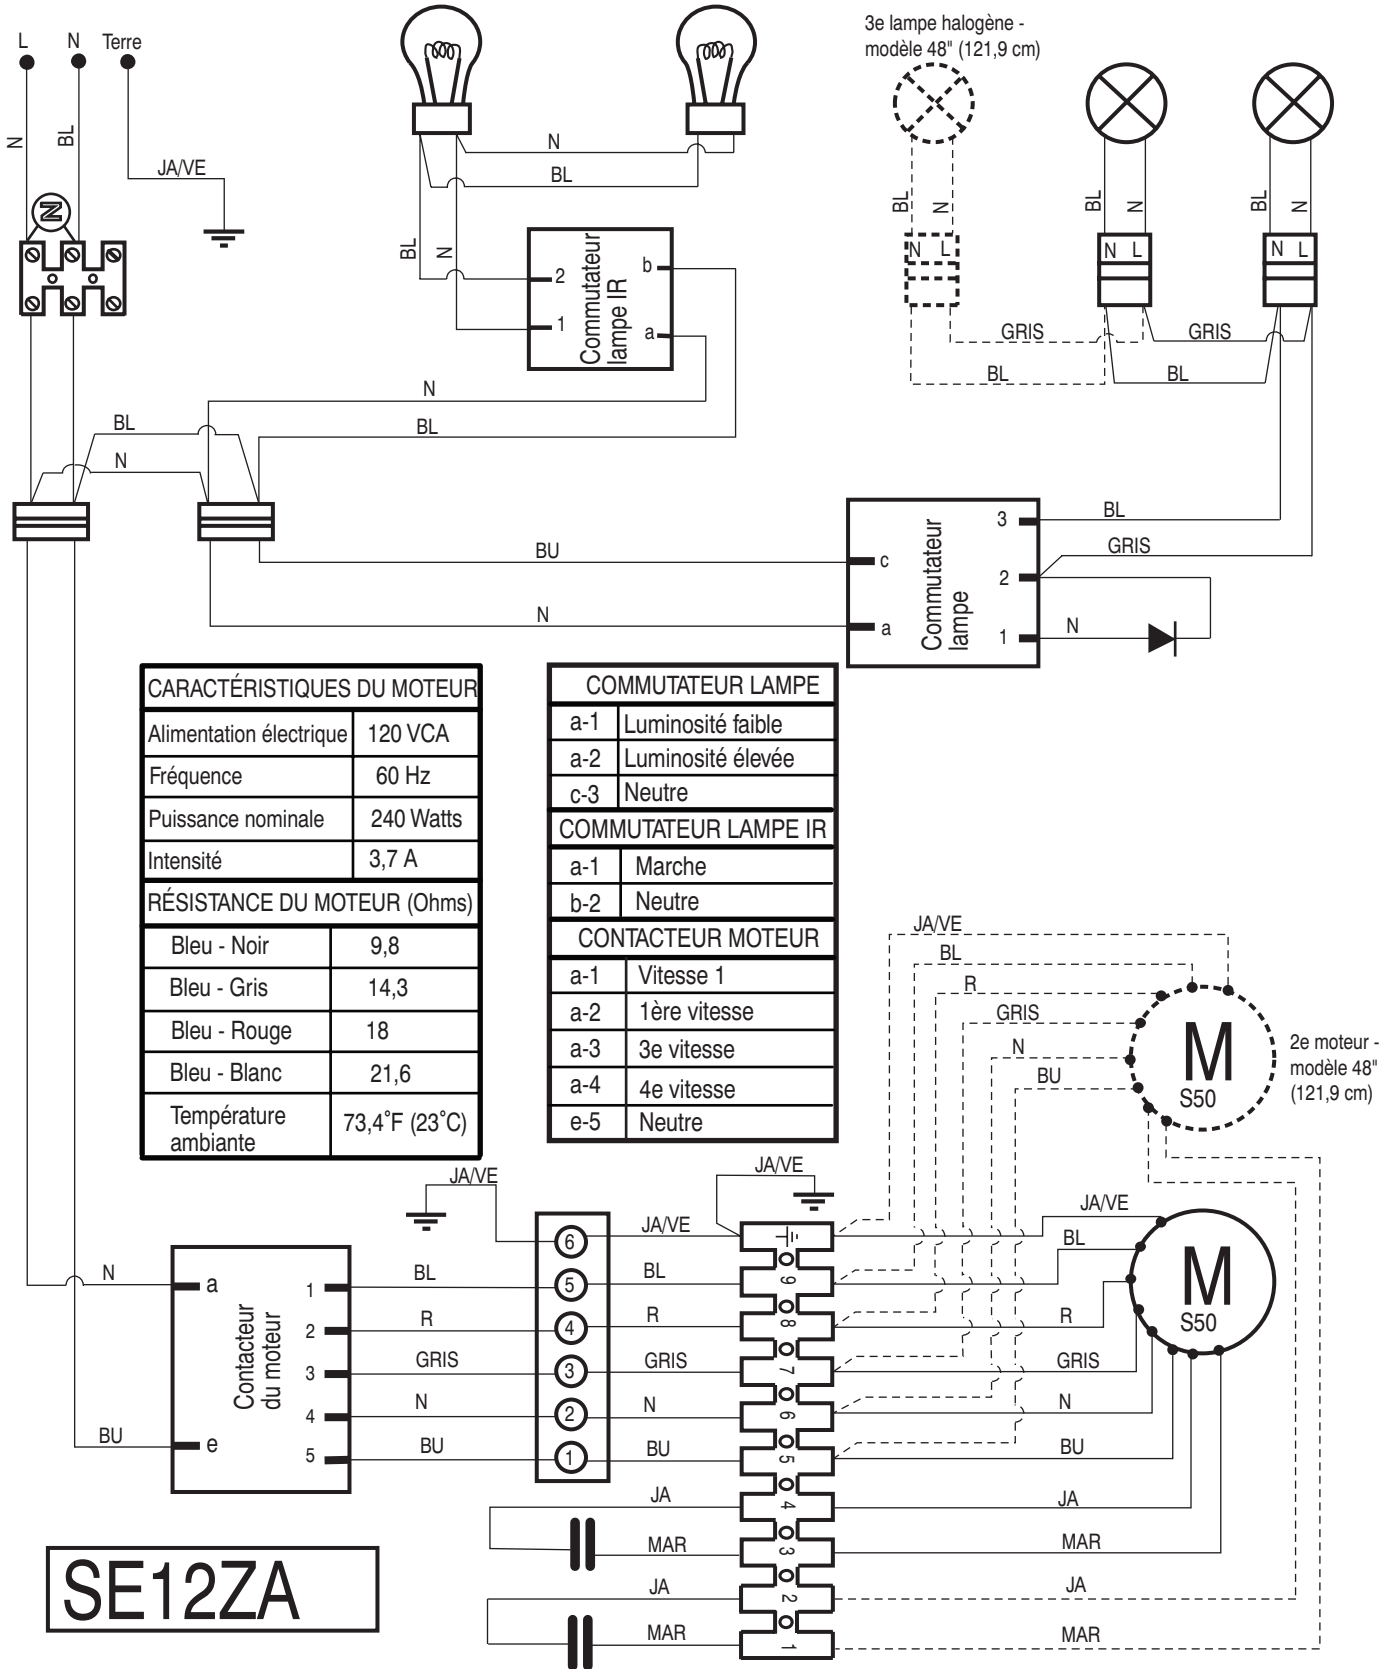 L N Terre
3e lampe halogène -
modèle 48" (121,9 cm)
N
BL
JA/VE
N
BL
BL
N
BL
N
BL
N
BL
N
N
N L
N L
N L
Commutateur
lampe IR
2
1
b
a
GRIS
GRIS
BL
BL
N
BL
BL
N
Commutateur
lampe
c
a
3
2
1
BL
GRIS
N
BU
N
CARACTÉRISTIQUES DU MOTEUR
Alimentation électrique 120 VCA
Fréquence 60 Hz
Puissance nominale 240 Watts
Intensité 3,7 A
RÉSISTANCE DU MOTEUR (Ohms)
Bleu - Noir 9,8
Bleu - Gris 14,3
Bleu - Rouge 18
Bleu - Blanc 21,6
Température
ambiante 73,4˚F (23˚C)
COMMUTATEUR LAMPE
a-1 Luminosité faible
a-2 Luminosité élevée
c-3 Neutre
COMMUTATEUR LAMPE IR
a-1 Marche
b-2 Neutre
CONTACTEUR MOTEUR
a-1 Vitesse 1
a-2 1ère vitesse
a-3 3e vitesse
a-4 4e vitesse
e-5 Neutre
JA/VE
BL
R
GRIS
N
BU
M
S50
2e moteur -
modèle 48"
(121,9 cm)
JA/VE
JA/VE
N
BU
Contacteur
du moteur
a
e
1
2
3
4
5
BL
R
GRIS
N
BU
6
5
4
3
2
1
JA/VE
BL
R
GRIS
N
BU
JA
MAR
JA
MAR
9
8
7
6
5
4
3
2
1
JA/VE
BL
R
GRIS
N
BU
JA
MAR
JA
MAR
M
S50
SE12ZA